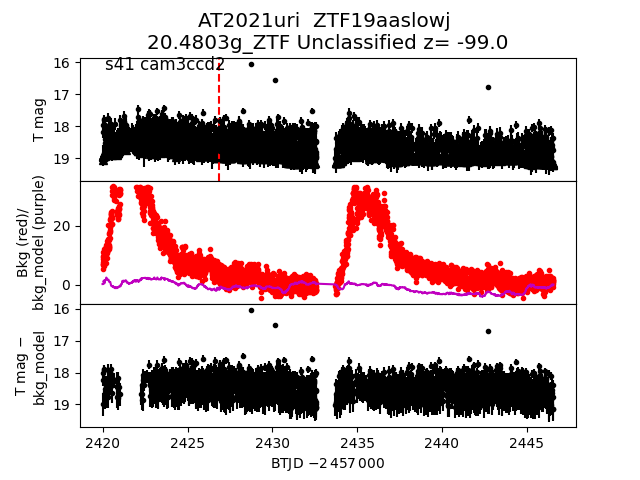 AT2021uri  ZTF19aaslowj
20.4803g_ZTF Unclassified z= -99.0
s41 cam3ccd2
16
17
18
19
T mag
20
0
Bkg (red)/
bkg_model (purple)
16
17
18
19
T mag −
bkg_model
2420 2425 2430 2435 2440 2445
BTJD −2 457 000